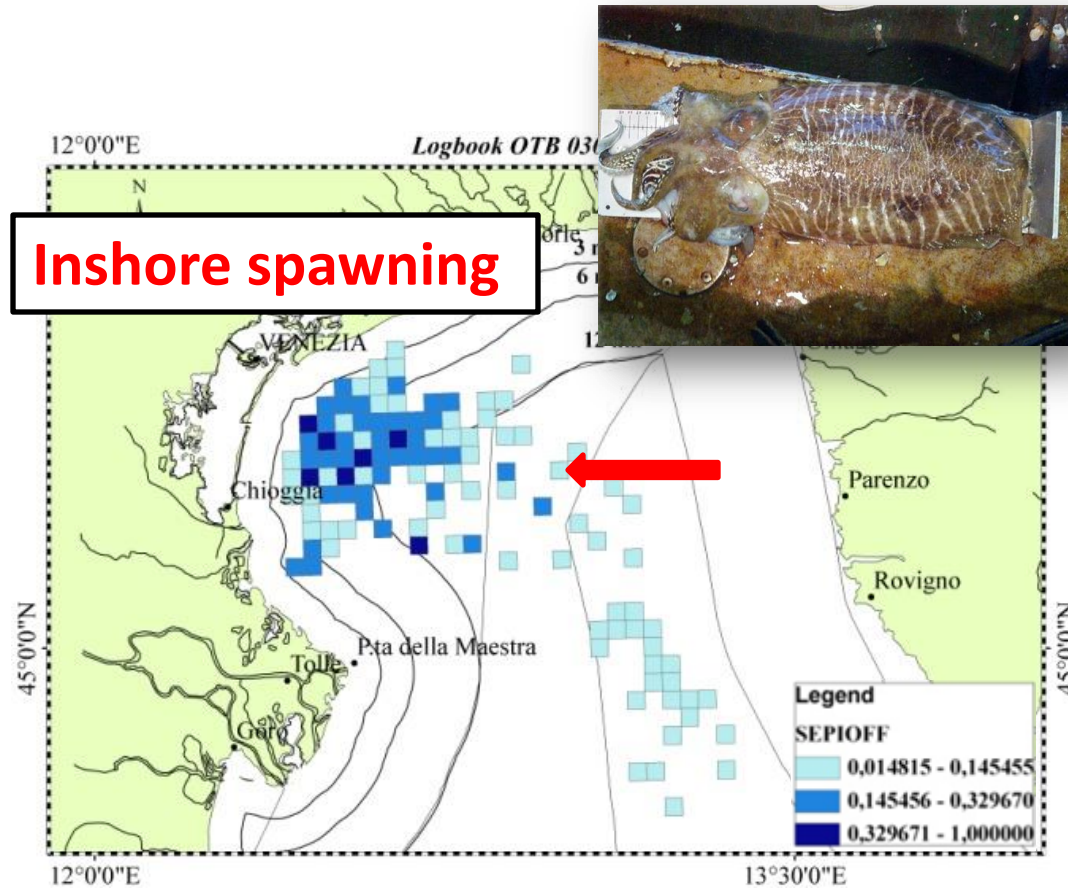 12°0'0"E
Logbook OTB 030
N
Inshore spawning
3
6
VENEZIA
12
Chioggia
Parenzo
Rovigno
45°0'0"N
45°0'0"N
P.ta della Maestra
Tolle
Goro
Legend
SEPIOFF
0,014815 - 0,145455
0,145456 - 0,329670
0,329671 - 1,000000
12°0'0"E
13°30'0"E